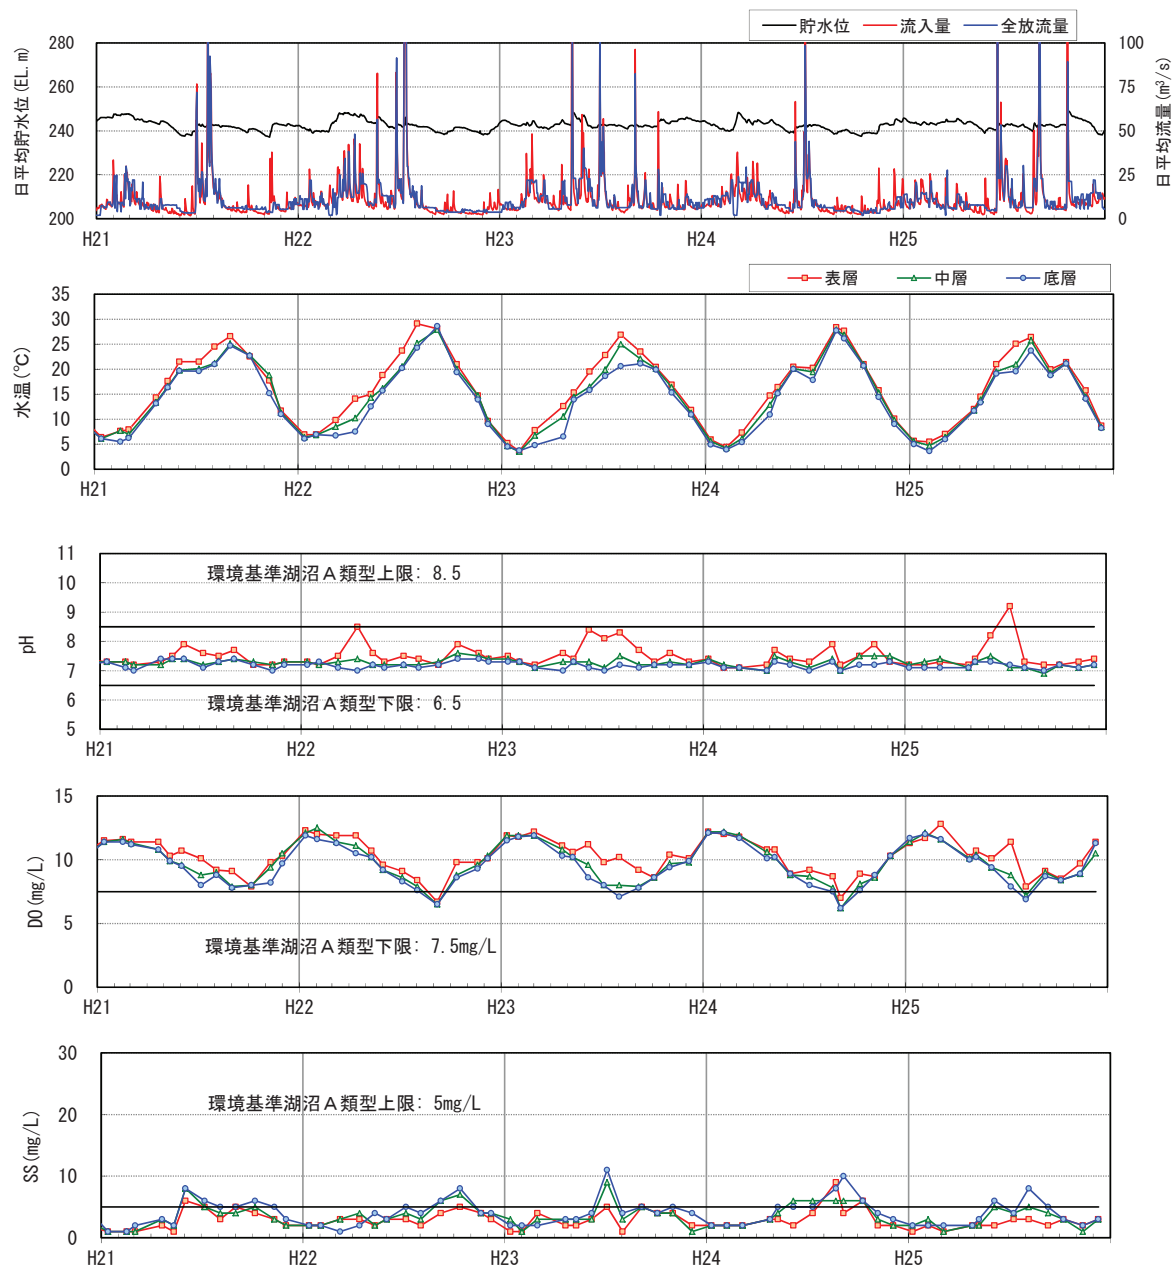 貯水位 流入量 全放流量
日平均貯水位(EL.m)
280
260
240
220
200
100
75
50
25
0
日平均流量(m³/s)
H21 H22 H23 H24 H25
表層 中層 底層
水温(℃)
35
30
25
20
15
10
5
0
H21 H22 H23 H24 H25
pH
11
10
9
8
7
6
5
環境基準湖沼A類型上限: 8.5
環境基準湖沼A類型下限: 6.5
H21 H22 H23 H24 H25
DO(mg/L)
15
10
5
0
環境基準湖沼A類型下限: 7.5mg/L
H21 H22 H23 H24 H25
SS(mg/L)
30
20
10
0
環境基準湖沼A類型上限: 5mg/L
H21 H22 H23 H24 H25